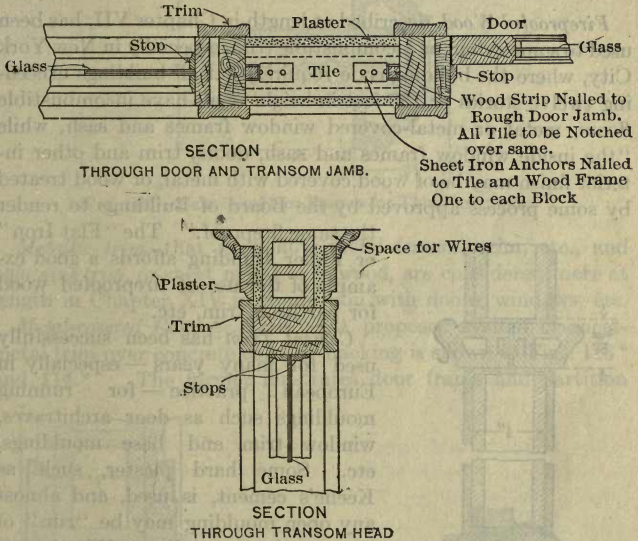 Trim
Plaster
Door
Stop
Glass
Glass
Tile
Stop
Wood Strip Nailed to
Rough Door Jamb.
All Tile to be Notched
over same.
Sheet Iron Anchors Nailed
to Tile and Wood Frame
One to each Block
SECTION
THROUGH DOOR AND TRANSOM JAMB.
Space for Wires
Plaster
Trim
Stops
Glass
SECTION
THROUGH TRANSOM HEAD